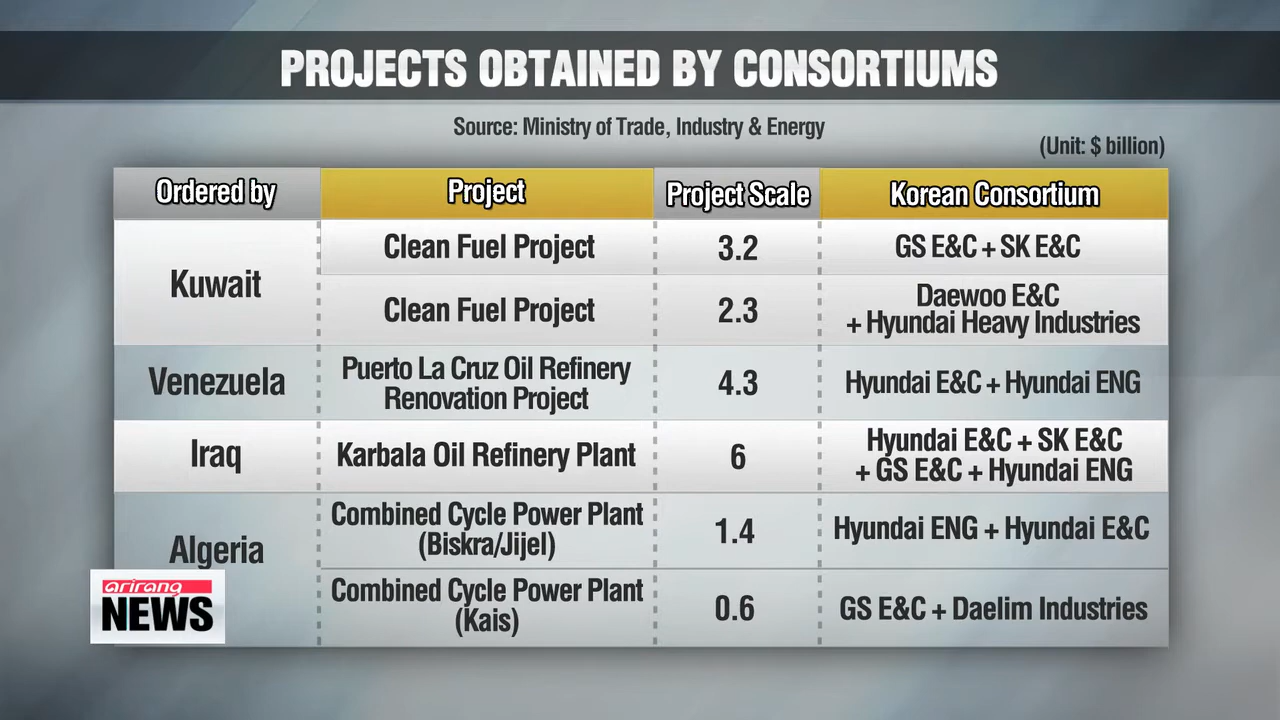 PROJECTS OBTAINED BY CONSORTIUMS
Source: Ministry of Trade, Industry & Energy
(Unit: $ billion)
Ordered by
Project
Project Scale
Korean Consortium
Kuwait
Clean Fuel Project
3.2
GS E&C + SK E&C
Clean Fuel Project
2.3
Daewoo E&C
+ Hyundai Heavy Industries
Venezuela
Puerto La Cruz Oil Refinery
Renovation Project
4.3
Hyundai E&C + Hyundai ENG
Iraq
Karbala Oil Refinery Plant
6
Hyundai E&C + SK E&C
+ GS E&C + Hyundai ENG
Algeria
Combined Cycle Power Plant
(Biskra/Jijel)
1.4
Hyundai ENG + Hyundai E&C
Combined Cycle Power Plant
(Kais)
0.6
GS E&C + Daelim Industries
arirang
NEWS